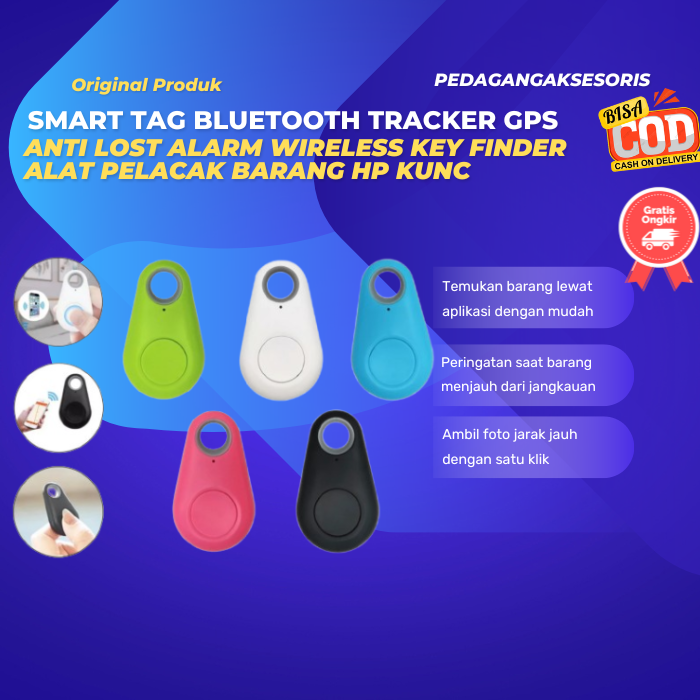 Original Produk
PEDAGANGAKSESORIS
SMART TAG BLUETOOTH TRACKER GPS
ANTI LOST ALARM WIRELESS KEY FINDER
ALAT PELACAK BARANG HP KUNC
BISA
COD
CASH ON DELIVERY
Gratis
Ongkir
Temukan barang lewat
aplikasi dengan mudah
Peringatan saat barang
menjauh dari jangkauan
Ambil foto jarak jauh
dengan satu klik